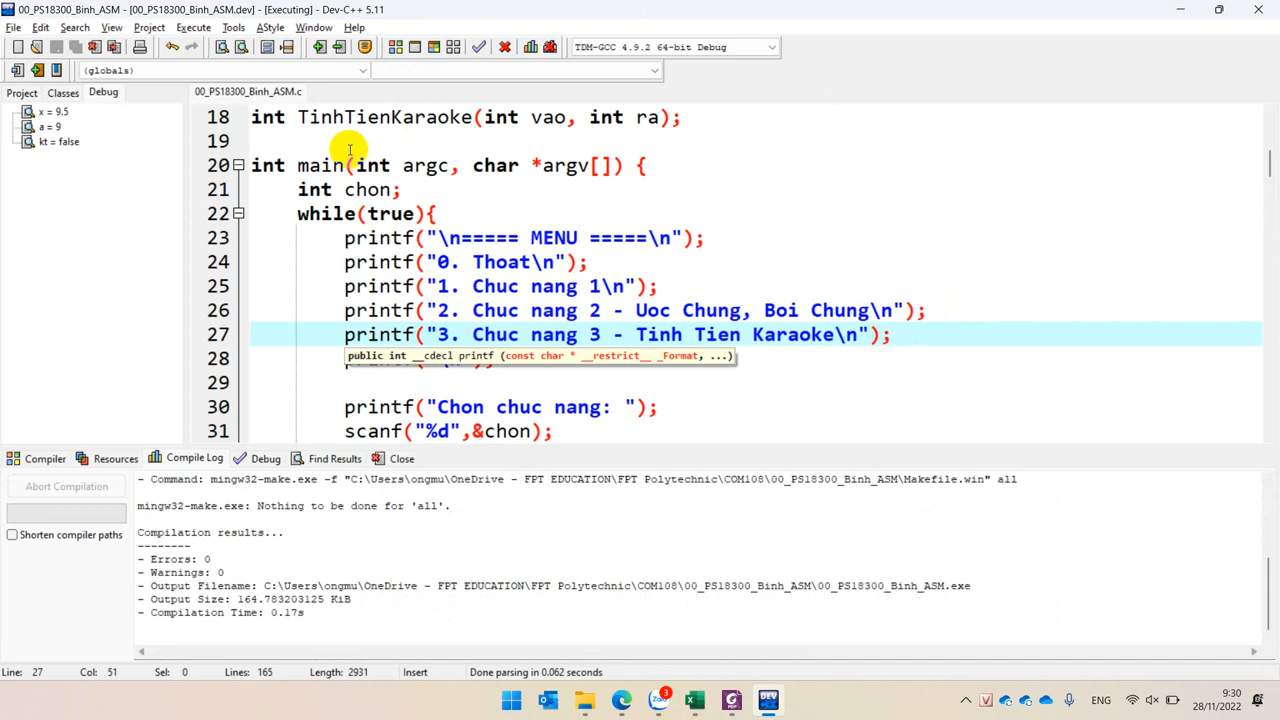 00_PS18300_Binh_ASM - [00_PS18300_Binh_ASM.dev] - [Executing] - Dev-C++ 5.11
File Edit Search View Project Execute Tools AStyle Window Help
TDM-GCC 4.9.2 64-bit Debug
(globals)
Project Classes Debug
00_PS18300_Binh_ASM.c
x = 9.5
a = 9
kt = false
18 int TinhTienKaraoke(int vao, int ra);
19
20 int main(int argc, char *argv[]) {
21 int chon;
22 while(true){
23 printf("\n===== MENU =====\n");
24 printf("0. Thoat\n");
25 printf("1. Chuc nang 1\n");
26 printf("2. Chuc nang 2 - Uoc Chung, Boi Chung\n");
27 printf("3. Chuc nang 3 - Tinh Tien Karaoke\n");
public int __cdecl printf (const char * __restrict__ _Format, ...)
28
29
30 printf("Chon chuc nang: ");
31 scanf("%d",&chon);
Compiler Resources Compile Log Debug Find Results Close
Abort Compilation
Shorten compiler paths
- Command: mingw32-make.exe -f "C:\Users\ongmu\OneDrive - FPT EDUCATION\FPT Polytechnic\COM108\00_PS18300_Binh_ASM\Makefile.win" all
mingw32-make.exe: Nothing to be done for 'all'.
Compilation results...
--------
- Errors: 0
- Warnings: 0
- Output Filename: C:\Users\ongmu\OneDrive - FPT EDUCATION\FPT Polytechnic\COM108\00_PS18300_Binh_ASM\00_PS18300_Binh_ASM.exe
- Output Size: 164.783203125 KiB
- Compilation Time: 0.17s
Line: 27 Col: 51 Sel: 0 Lines: 165 Length: 2931 Insert Done parsing in 0.062 seconds
3
DEV
ENG
9:30
28/11/2022